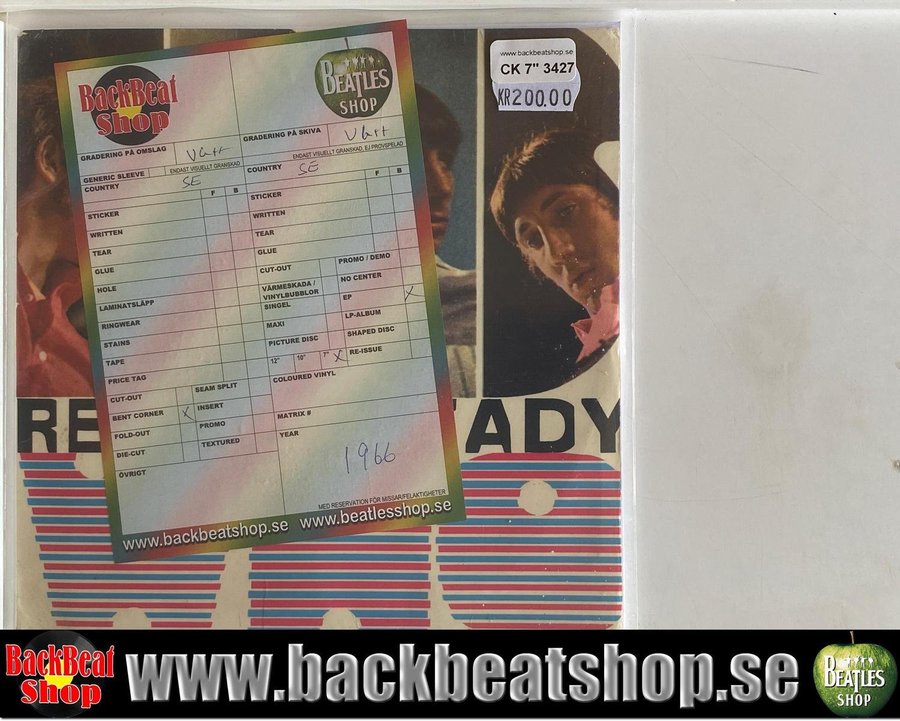 www.backbeatshop.se
CK 7" 3427
KR200.00
BackBeat
Shop
BEATLES
SHOP
GRADERING PÅ OMSLAG VG++
GRADERING PÅ SKIVA VG++
GENERIC SLEEVE
ENDAST VISUELLT GRANSKAD
ENDAST VISUELLT GRANSKAD, EJ PROVSPELAD
COUNTRY SE
F B
STICKER
WRITTEN
TEAR
GLUE
HOLE
LAMINATSLÄPP
RINGWEAR
STAINS
TAPE
PRICE TAG
CUT-OUT
BENT CORNER X
FOLD-OUT
DIE-CUT
SEAM SPLIT
INSERT
PROMO
TEXTURED
ÖVRIGT
COUNTRY SE
F B
STICKER
WRITTEN
TEAR
GLUE
CUT-OUT
PROMO / DEMO
VÄRMESKADA /
VINYLBUBBLOR
NO CENTER
SINGEL
EP X
MAXI
LP-ALBUM
PICTURE DISC
SHAPED DISC
12" 10" 7" X
RE-ISSUE
COLOURED VINYL
MATRIX #
YEAR
1966
MED RESERVATION FÖR MISSAR/FELAKTIGHETER
www.backbeatshop.se www.beatlesshop.se
RE
ADY
BackBeat
Shop
www.backbeatshop.se
BEATLES
SHOP